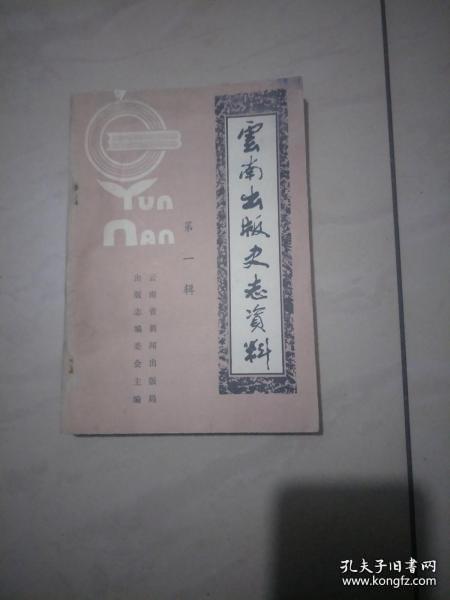 雲南出版史志資料
第一辑
云南省新闻出版局
出版志编委会主编
YUN
NAN
孔夫子旧书网
www.kongfz.com